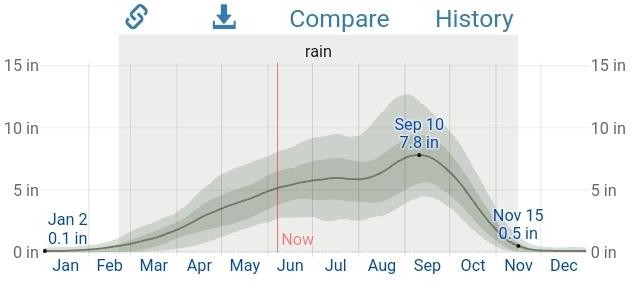 Compare History
rain
15 in 15 in
10 in 10 in
Sep 10
7.8 in
5 in 5 in
Jan 2
0.1 in
Nov 15
0.5 in
Now
0 in 0 in
Jan Feb Mar Apr May Jun Jul Aug Sep Oct Nov Dec